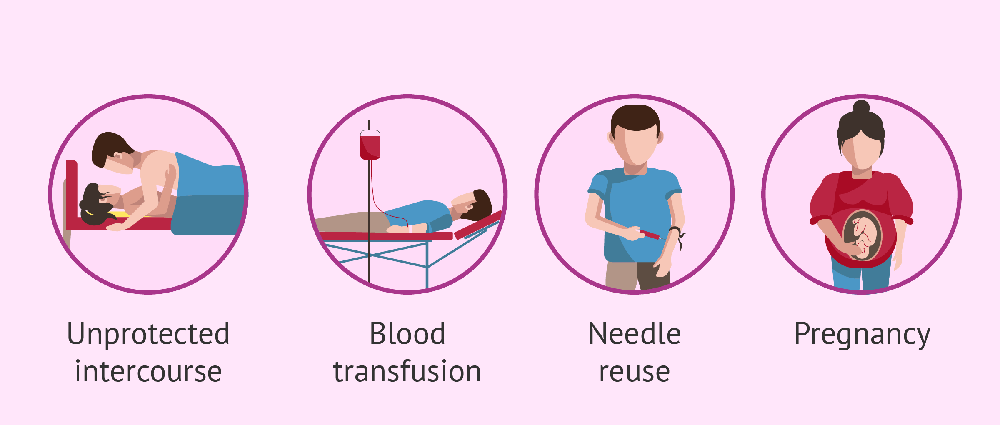 Unprotected
intercourse
Blood
transfusion
Needle
reuse
Pregnancy